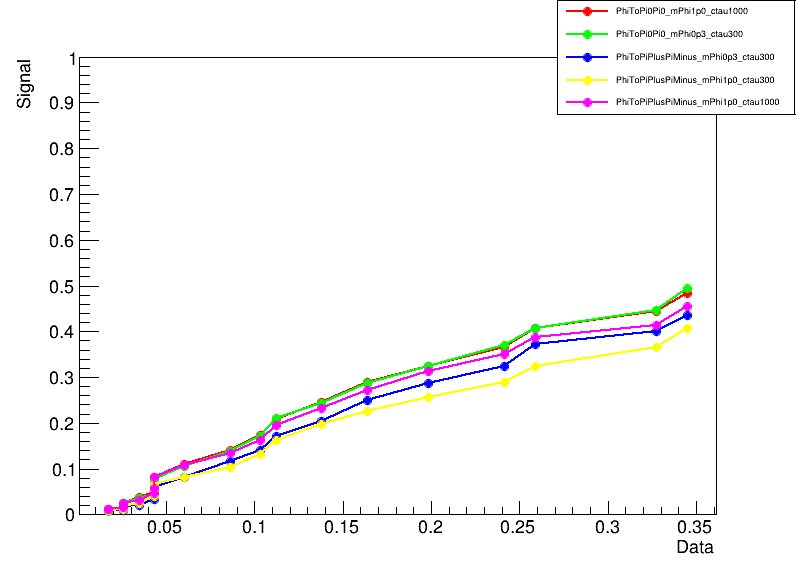 PhiToPi0Pi0_mPhi1p0_ctau1000
PhiToPi0Pi0_mPhi0p3_ctau300
PhiToPiPlusPiMinus_mPhi0p3_ctau300
PhiToPiPlusPiMinus_mPhi1p0_ctau300
PhiToPiPlusPiMinus_mPhi1p0_ctau1000
Signal
1
0.9
0.8
0.7
0.6
0.5
0.4
0.3
0.2
0.1
0
0.05 0.1 0.15 0.2 0.25 0.3 0.35
Data